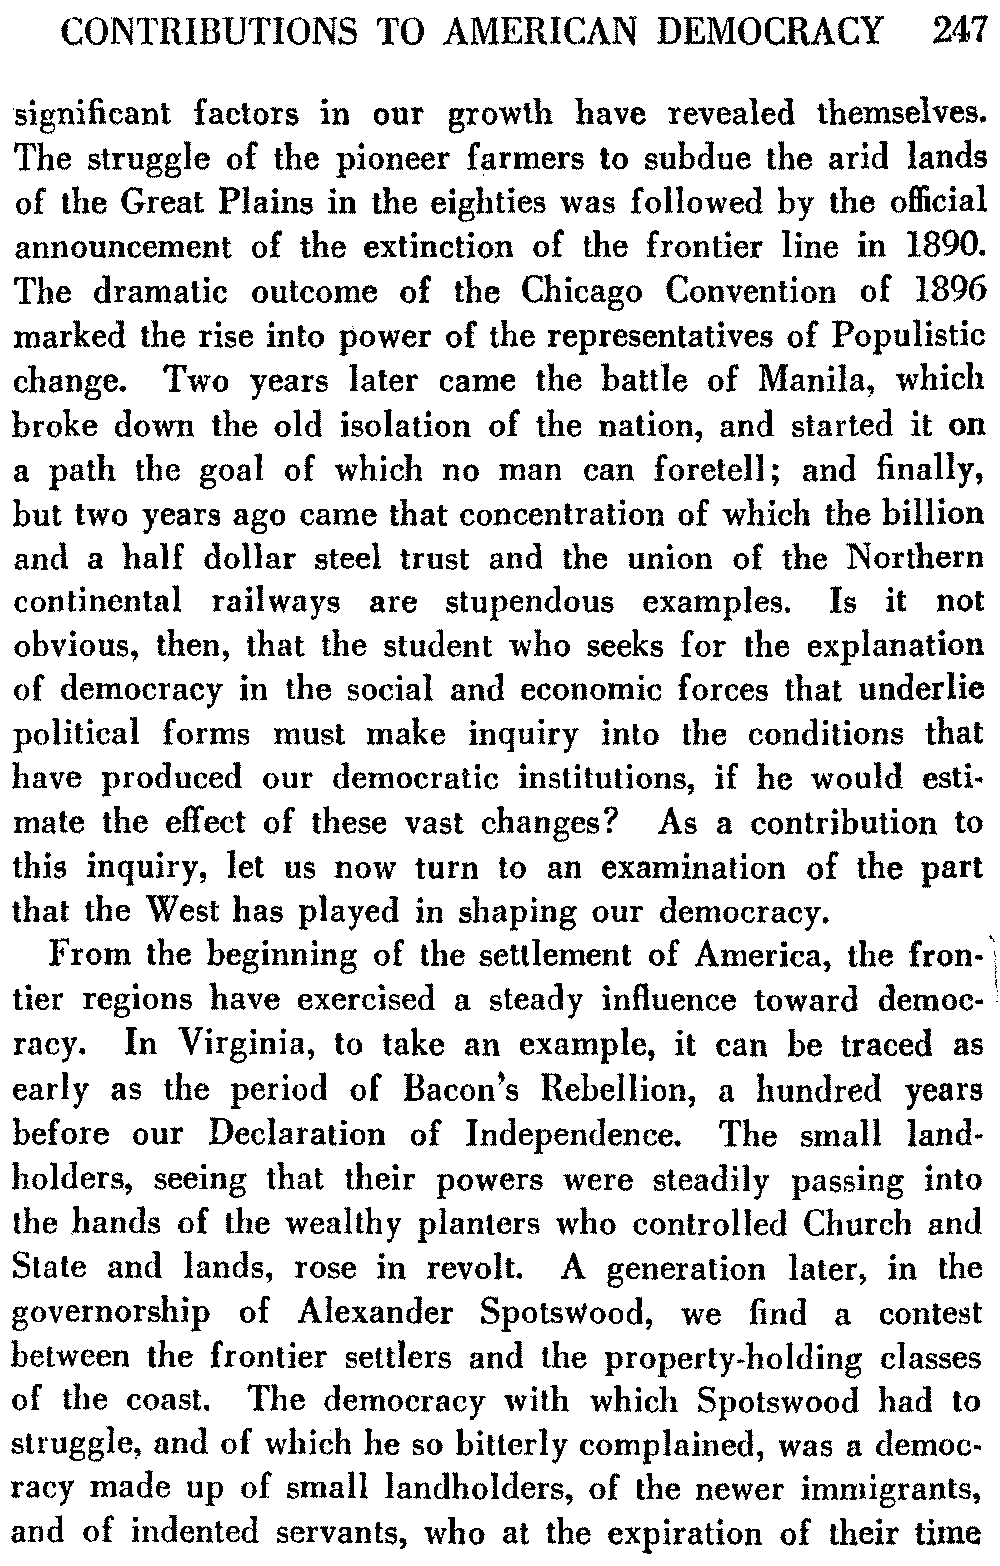 CONTRIBUTIONS TO AMERICAN DEMOCRACY 247
significant factors in our growth have revealed themselves.
The struggle of the pioneer farmers to subdue the arid lands
of the Great Plains in the eighties was followed by the official
announcement of the extinction of the frontier line in 1890.
The dramatic outcome of the Chicago Convention of 1896
marked the rise into power of the representatives of Populistic
change. Two years later came the battle of Manila, which
broke down the old isolation of the nation, and started it on
a path the goal of which no man can foretell; and finally,
but two years ago came that concentration of which the billion
and a half dollar steel trust and the union of the Northern
continental railways are stupendous examples. Is it not
obvious, then, that the student who seeks for the explanation
of democracy in the social and economic forces that underlie
political forms must make inquiry into the conditions that
have produced our democratic institutions, if he would esti-
mate the effect of these vast changes? As a contribution to
this inquiry, let us now turn to an examination of the part
that the West has played in shaping our democracy.
From the beginning of the settlement of America, the fron-
tier regions have exercised a steady influence toward democ-
racy. In Virginia, to take an example, it can be traced as
early as the period of Bacon's Rebellion, a hundred years
before our Declaration of Independence. The small land-
holders, seeing that their powers were steadily passing into
the hands of the wealthy planters who controlled Church and
State and lands, rose in revolt. A generation later, in the
governorship of Alexander Spotswood, we find a contest
between the frontier settlers and the property-holding classes
of the coast. The democracy with which Spotswood had to
struggle, and of which he so bitterly complained, was a democ-
racy made up of small landholders, of the newer immigrants,
and of indented servants, who at the expiration of their time